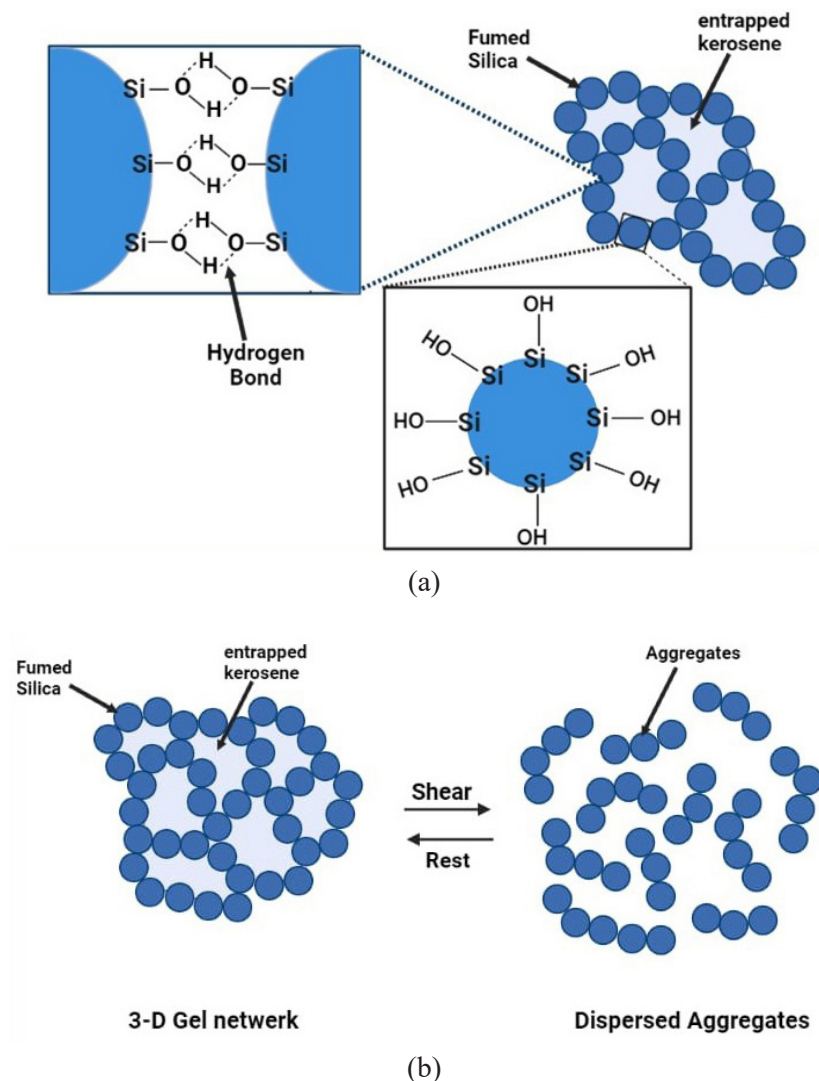 Fumed
Silica
entrapped
kerosene
H
Si O O Si
H
H
Si O O Si
H
H
Si O O Si
H
Hydrogen
Bond
OH
HO Si OH
Si Si
HO Si Si OH
Si Si
HO Si OH
OH
(a)
Fumed
Silica
entrapped
kerosene
Aggregates
Shear
Rest
3-D Gel netwerk
Dispersed Aggregates
(b)